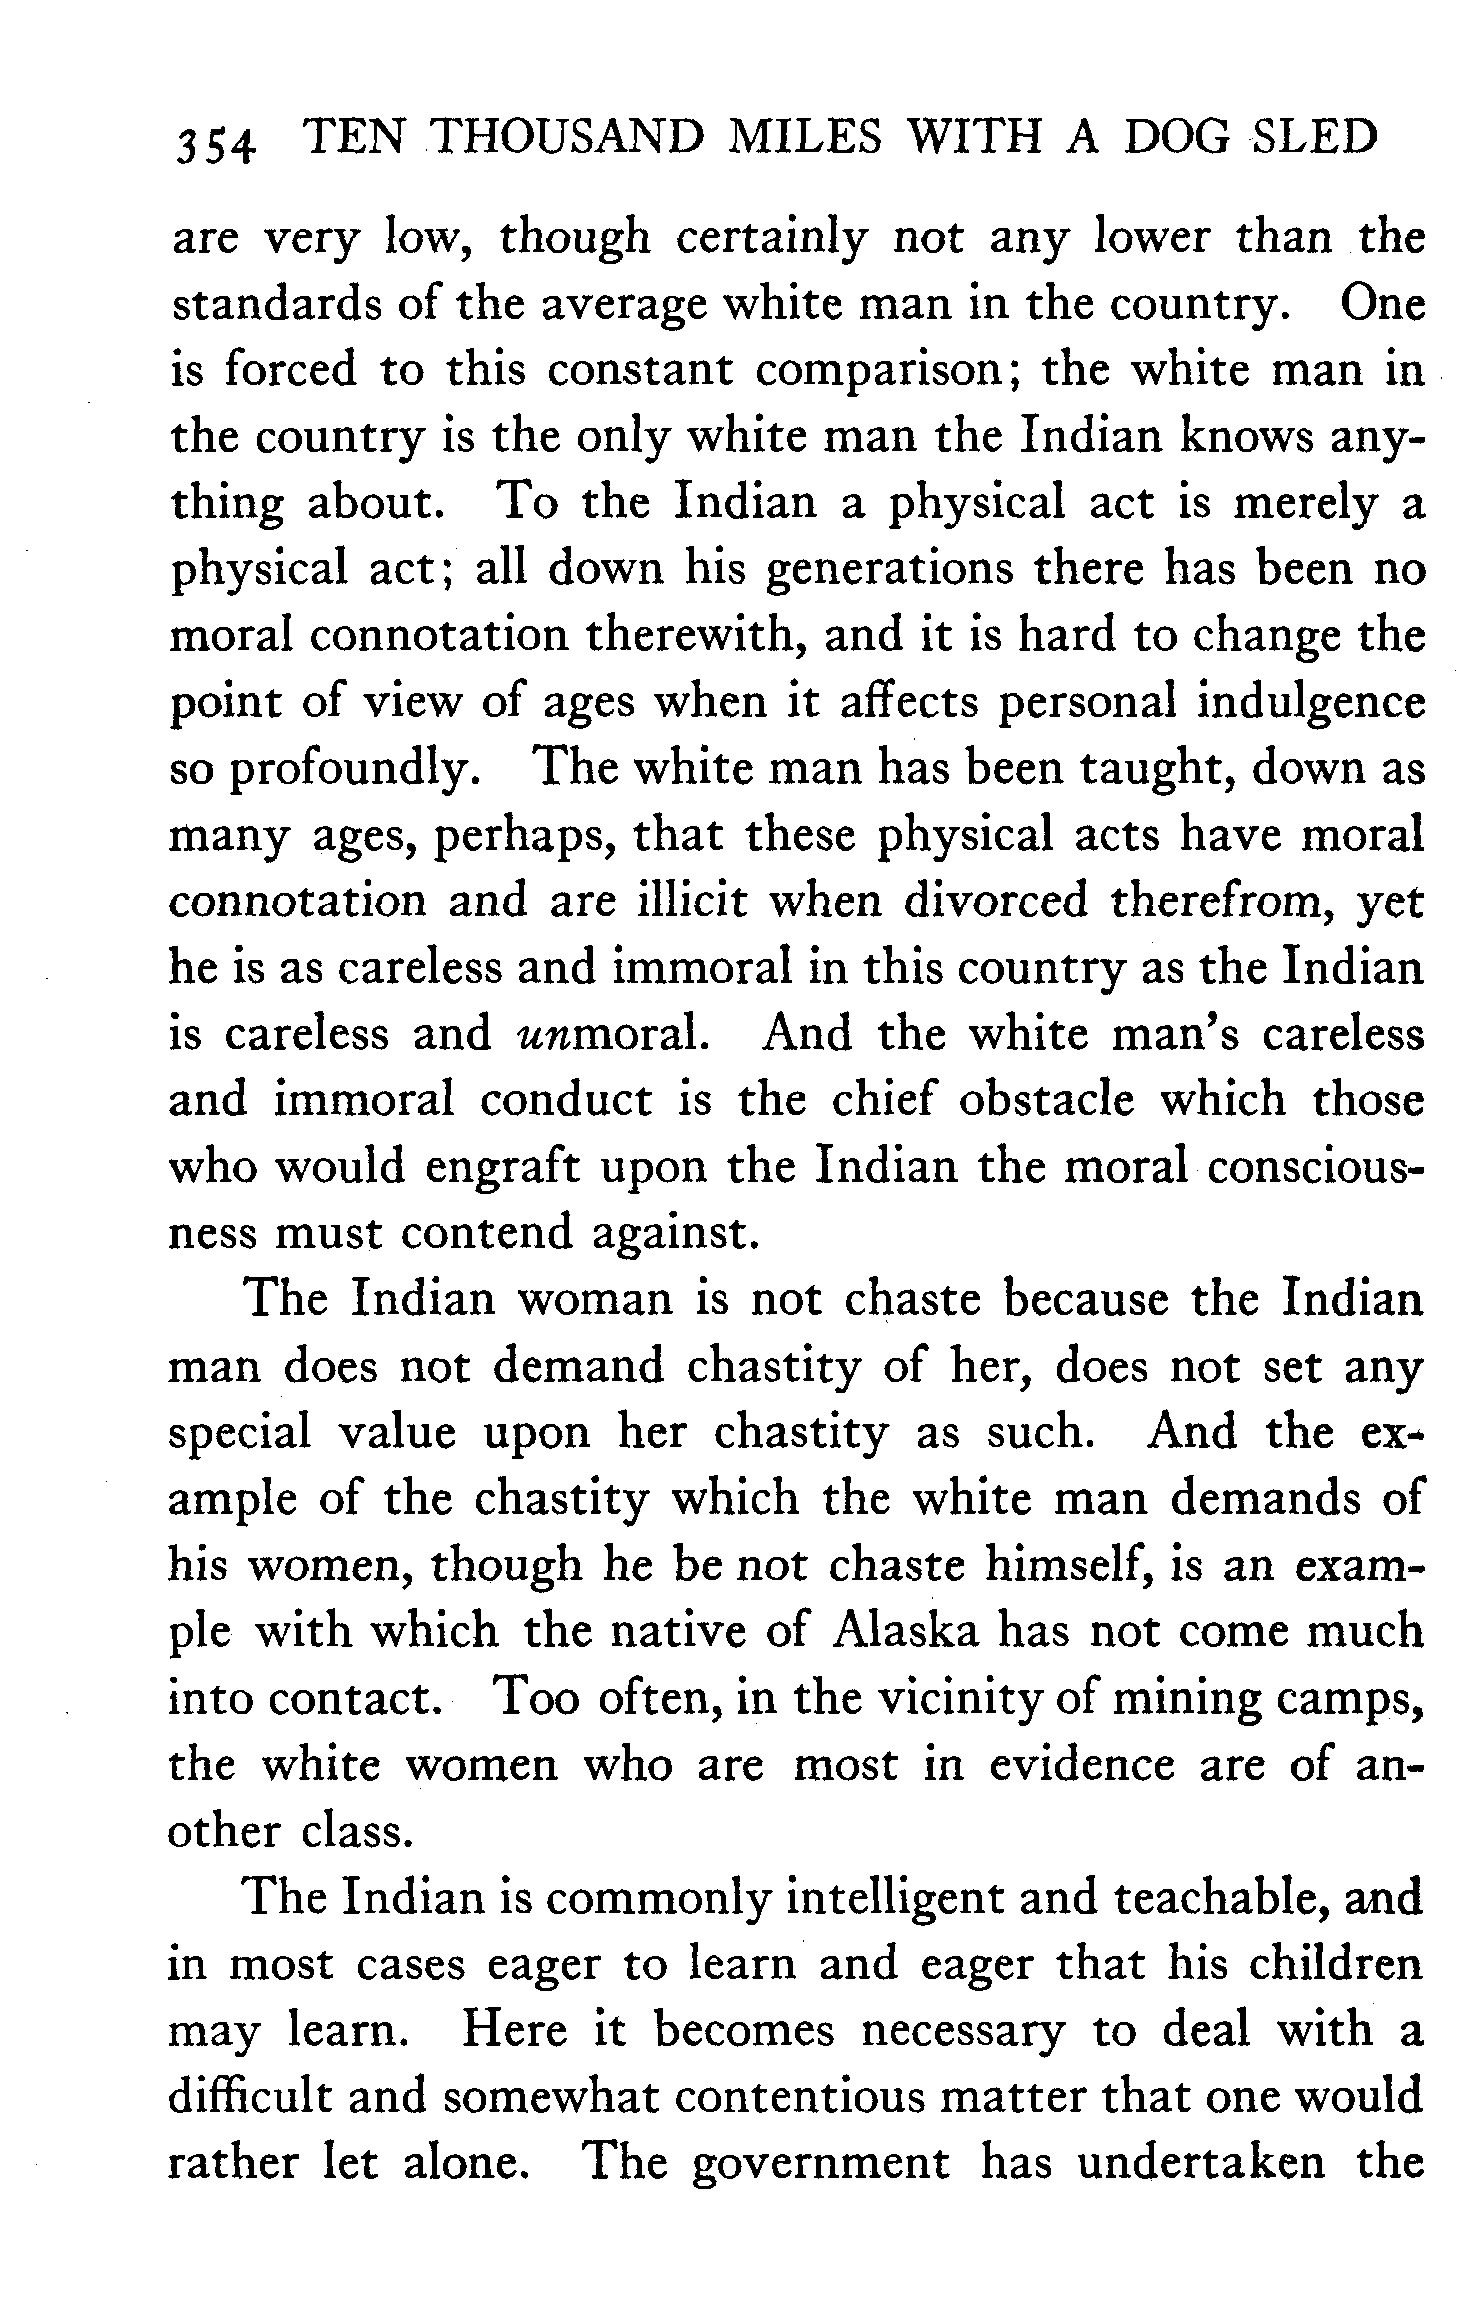 354 TEN THOUSAND MILES WITH A DOG SLED
are very low, though certainly not any lower than the
standards of the average white man in the country. One
is forced to this constant comparison; the white man in
the country is the only white man the Indian knows any-
thing about. To the Indian a physical act is merely a
physical act; all down his generations there has been no
moral connotation therewith, and it is hard to change the
point of view of ages when it affects personal indulgence
so profoundly. The white man has been taught, down as
many ages, perhaps, that these physical acts have moral
connotation and are illicit when divorced therefrom, yet
he is as careless and immoral in this country as the Indian
is careless and unmoral. And the white man's careless
and immoral conduct is the chief obstacle which those
who would engraft upon the Indian the moral conscious-
ness must contend against.
The Indian woman is not chaste because the Indian
man does not demand chastity of her, does not set any
special value upon her chastity as such. And the ex-
ample of the chastity which the white man demands of
his women, though he be not chaste himself, is an exam-
ple with which the native of Alaska has not come much
into contact. Too often, in the vicinity of mining camps,
the white women who are most in evidence are of an-
other class.
The Indian is commonly intelligent and teachable, and
in most cases eager to learn and eager that his children
may learn. Here it becomes necessary to deal with a
difficult and somewhat contentious matter that one would
rather let alone. The government has undertaken the